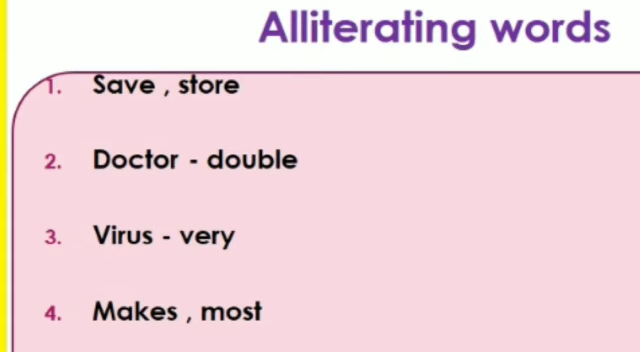 Alliterating words
1. Save , store
2. Doctor - double
3. Virus - very
4. Makes , most